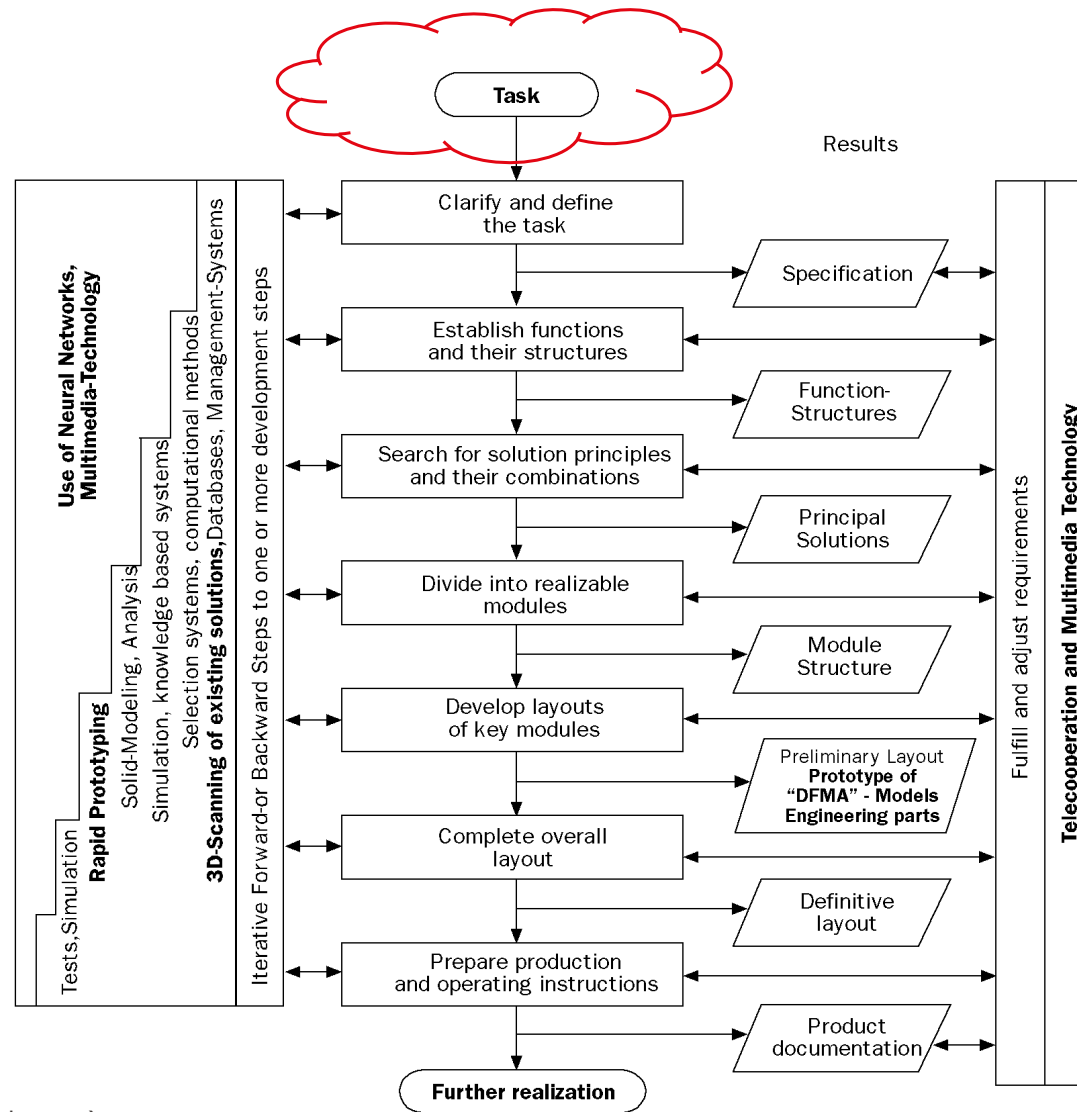 Task
Results
Clarify and define
the task
Specification
Establish functions
and their structures
Function-
Structures
Search for solution principles
and their combinations
Principal
Solutions
Divide into realizable
modules
Module
Structure
Develop layouts
of key modules
Preliminary Layout
Prototype of
“DFMA” - Models
Engineering parts
Complete overall
layout
Definitive
layout
Prepare production
and operating instructions
Product
documentation
Further realization
Use of Neural Networks,
Multimedia-Technology
Tests,Simulation
Rapid Prototyping
Solid-Modeling, Analysis
Simulation, knowledge based systems
Selection systems, computational methods
3D-Scanning of existing solutions,Databases, Management-Systems
Iterative Forward-or Backward Steps to one or more development steps
Fulfill and adjust requirements
Telecooperation and Multimedia Technology